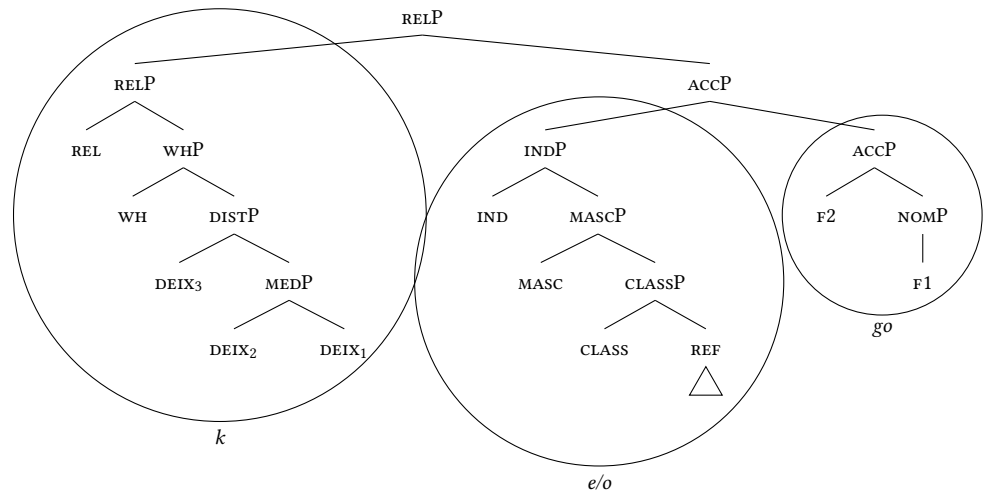 RELP
RELP ACCP
REL WHP INDP ACCP
WH DISTP IND MASCP F2 NOMP
DEIX₃ MEDP MASC CLASSP F1
DEIX₂ DEIX₁ CLASS REF
go
k
e/o